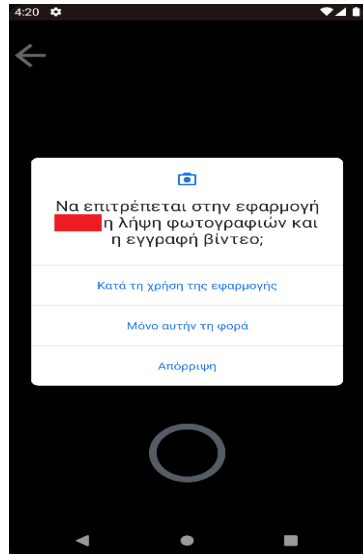 4:20
Να επιτρέπεται στην εφαρμογή
η λήψη φωτογραφιών και
η εγγραφή βίντεο;
Κατά τη χρήση της εφαρμογής
Μόνο αυτήν τη φορά
Απόρριψη